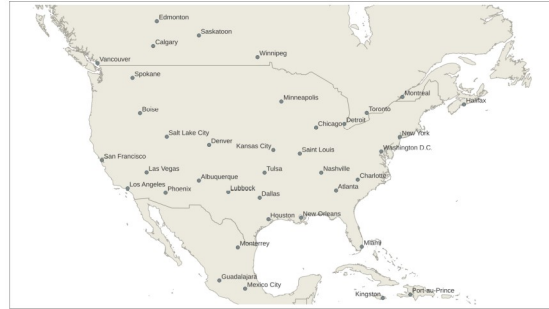 Edmonton
Saskatoon
Calgary
Winnipeg
Vancouver
Spokane
Minneapolis
Montreal
Halifax
Boise
Toronto
Chicago
Detroit
New York
Salt Lake City
Denver
Kansas City
Saint Louis
Washington D.C.
San Francisco
Las Vegas
Albuquerque
Tulsa
Nashville
Charlotte
Los Angeles
Phoenix
Lubbock
Dallas
Atlanta
Houston
New Orleans
Monterrey
Miami
Guadalajara
Mexico City
Kingston
Port-au-Prince